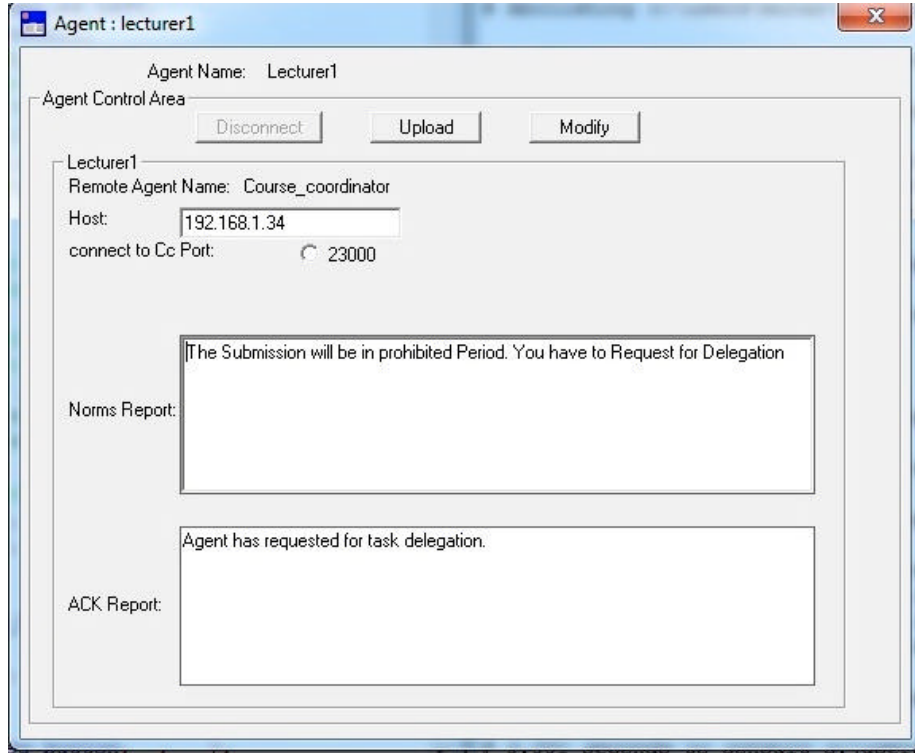 Agent : lecturer1
Agent Name: Lecturer1
Agent Control Area
Disconnect Upload Modify
Lecturer1
Remote Agent Name: Course_coordinator
Host: 192.168.1.34
connect to Cc Port: 23000
The Submission will be in prohibited Period. You have to Request for Delegation
Norms Report:
Agent has requested for task delegation.
ACK Report: